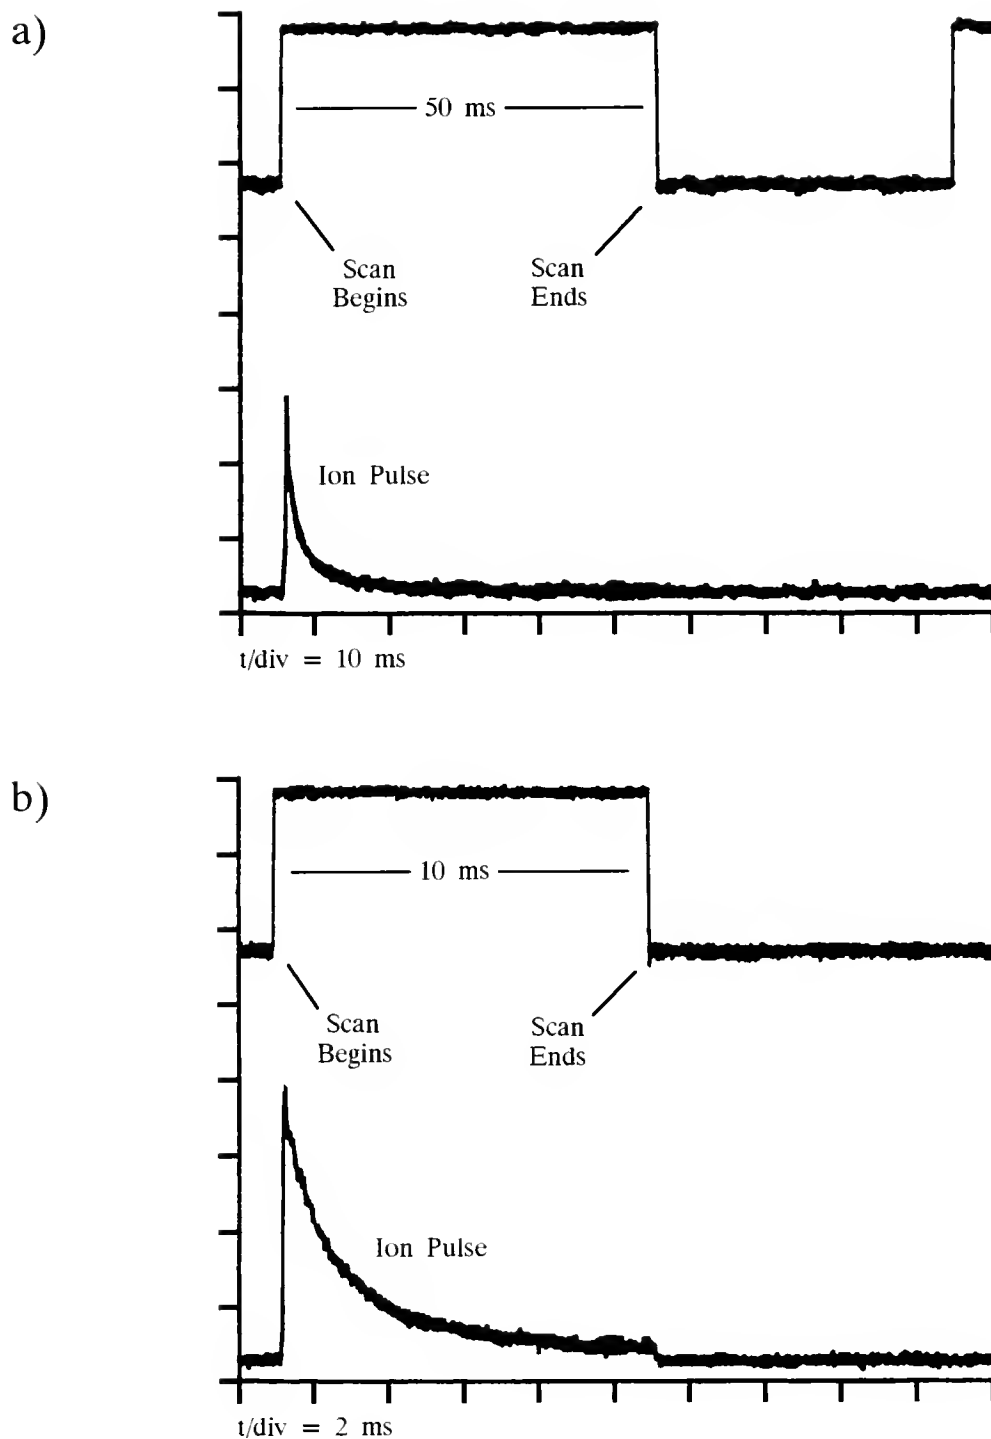 a)
50 ms
Scan
Begins
Scan
Ends
Ion Pulse
t/div = 10 ms
b)
10 ms
Scan
Begins
Scan
Ends
Ion Pulse
t/div = 2 ms